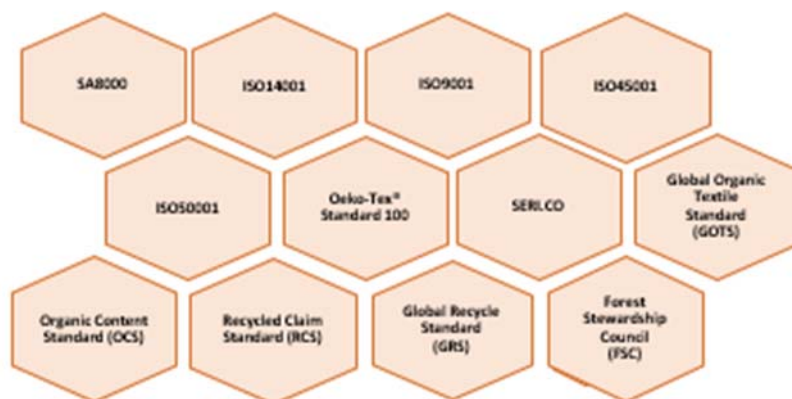 SA8000
ISO14001
ISO9001
ISO45001
ISO50001
Oeko-Tex®
Standard 100
SERI.CO
Global Organic
Textile
Standard
(GOTS)
Organic Content
Standard (OCS)
Recycled Claim
Standard (RCS)
Global Recycle
Standard
(GRS)
Forest
Stewardship
Council
(FSC)